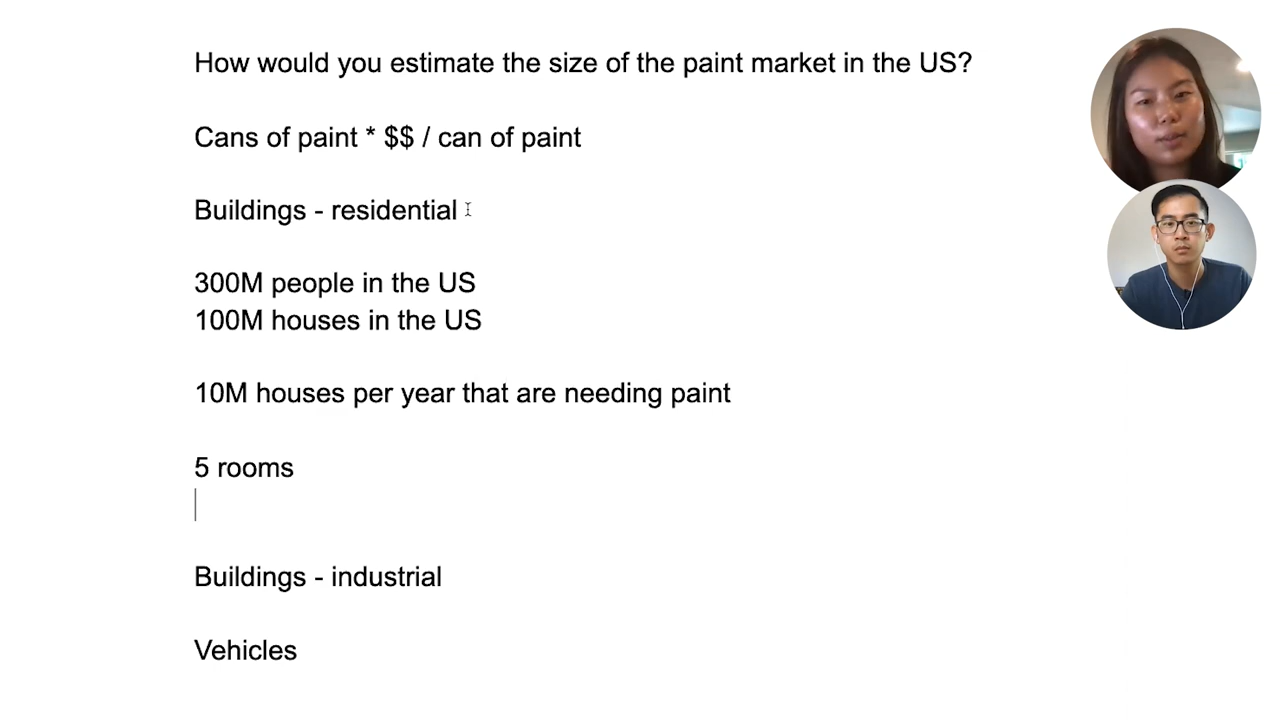 How would you estimate the size of the paint market in the US?
Cans of paint * $$ / can of paint
Buildings - residential
300M people in the US
100M houses in the US
10M houses per year that are needing paint
5 rooms
Buildings - industrial
Vehicles